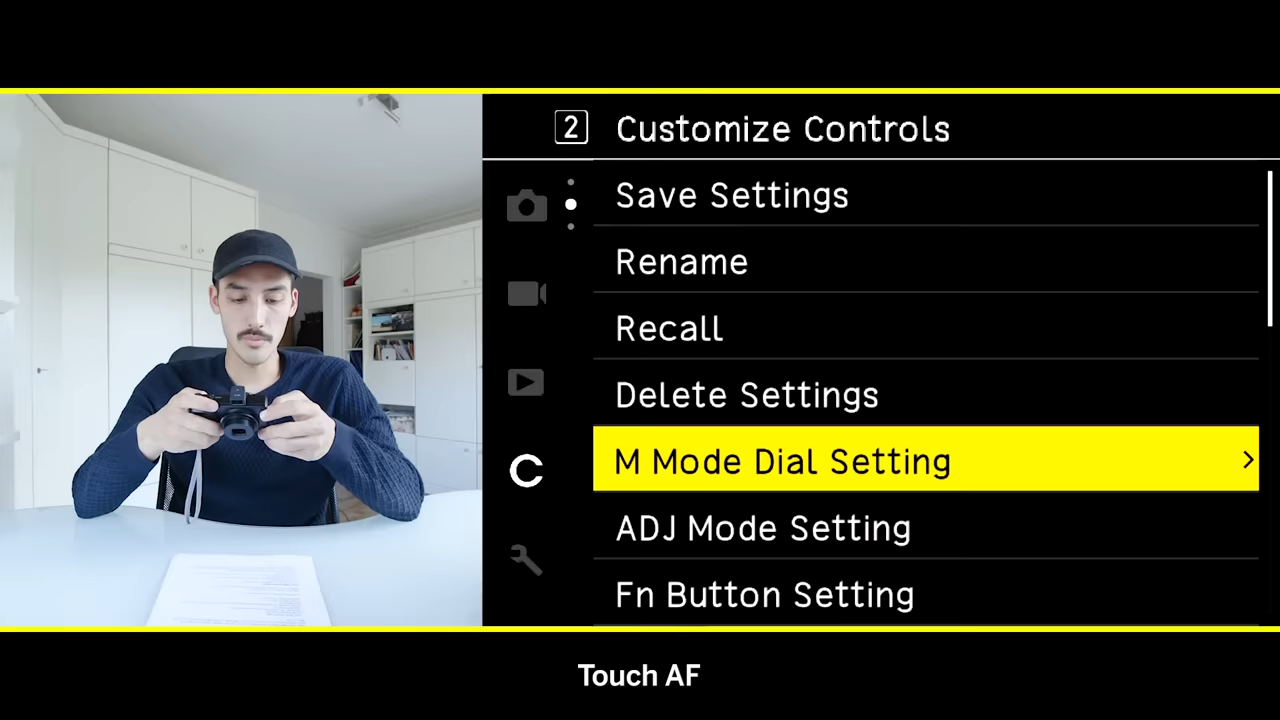 2 Customize Controls
Save Settings
Rename
Recall
Delete Settings
M Mode Dial Setting
ADJ Mode Setting
Fn Button Setting
Touch AF